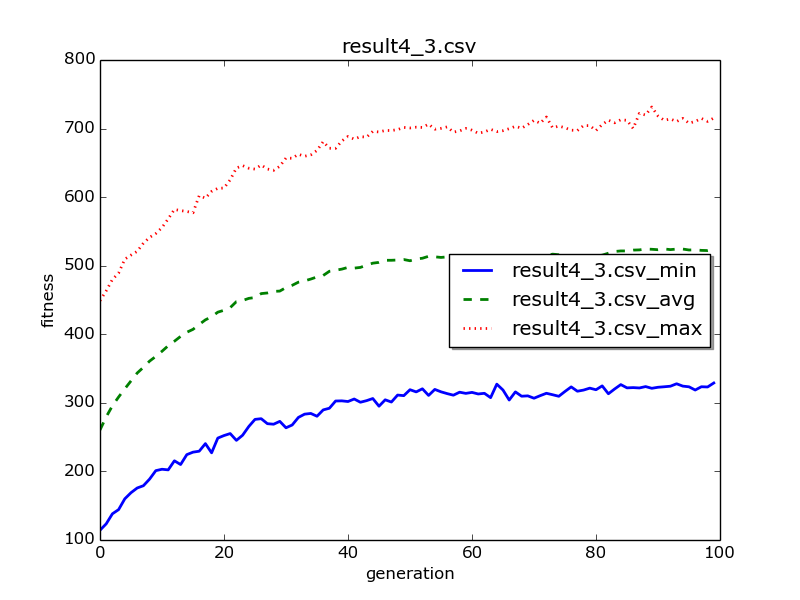 result4_3.csv
800
700
600
500
400
300
200
100
fitness
result4_3.csv_min
result4_3.csv_avg
result4_3.csv_max
0 20 40 60 80 100
generation